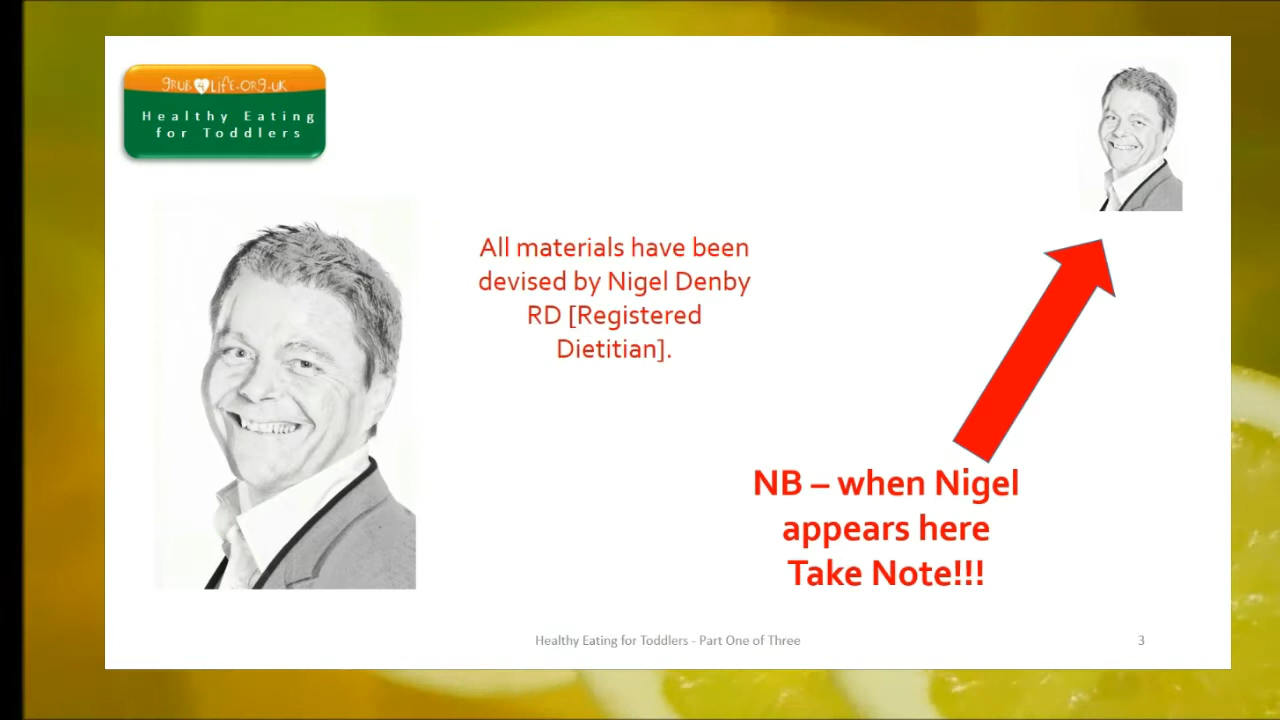 grub4life.org.uk
Healthy Eating
for Toddlers
All materials have been
devised by Nigel Denby
RD [Registered
Dietitian].
NB – when Nigel
appears here
Take Note!!!
Healthy Eating for Toddlers - Part One of Three
3